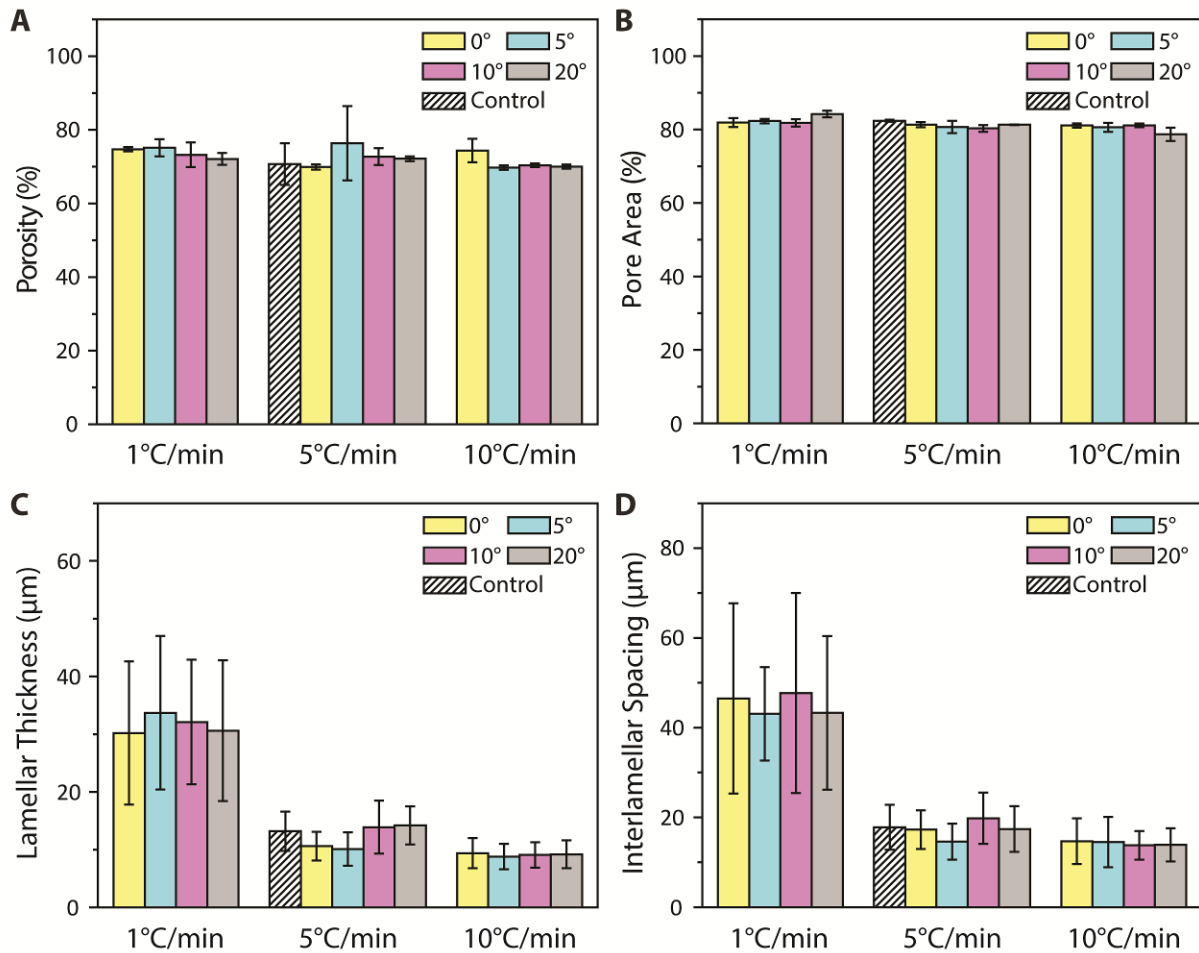 A
Porosity (%)
100
80
60
40
20
0
0° 5°
10° 20°
Control
1°C/min 5°C/min 10°C/min
B
Pore Area (%)
100
80
60
40
20
0
0° 5°
10° 20°
Control
1°C/min 5°C/min 10°C/min
C
Lamellar Thickness (µm)
60
40
20
0
0° 5°
10° 20°
Control
1°C/min 5°C/min 10°C/min
D
Interlamellar Spacing (µm)
80
60
40
20
0
0° 5°
10° 20°
Control
1°C/min 5°C/min 10°C/min